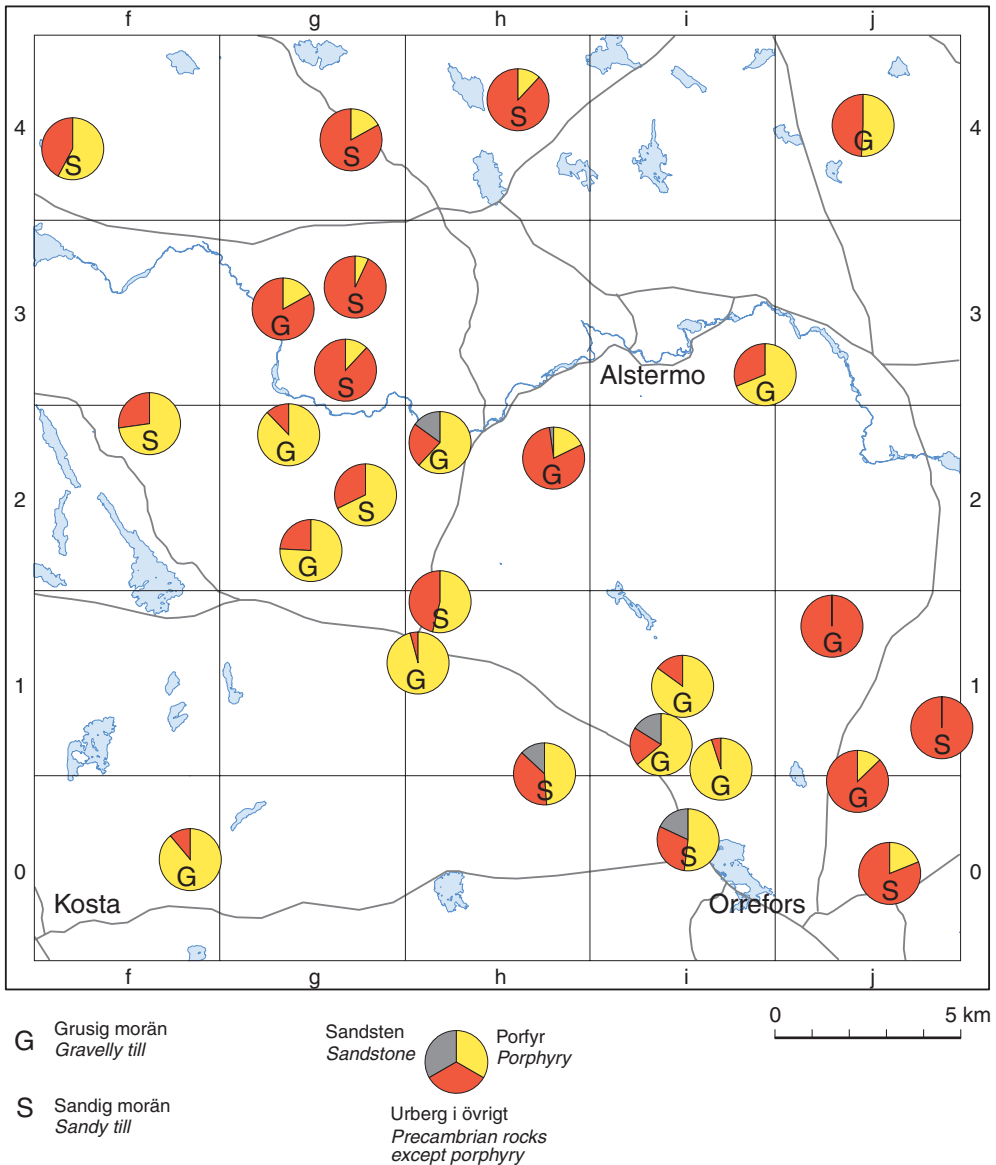 f g h i j
4 S S S G 4
3 G S S G 3
Alstermo
2 S G G G S G 2
1 S G G G S G G S 1
0 S G S G S 0
Kosta Orrefors
f g h i j
G Grusig morän
Gravelly till
S Sandig morän
Sandy till
Sandsten
Sandstone
Porfyr
Porphyry
Urberg i övrigt
Precambrian rocks
except porphyry
0 5 km